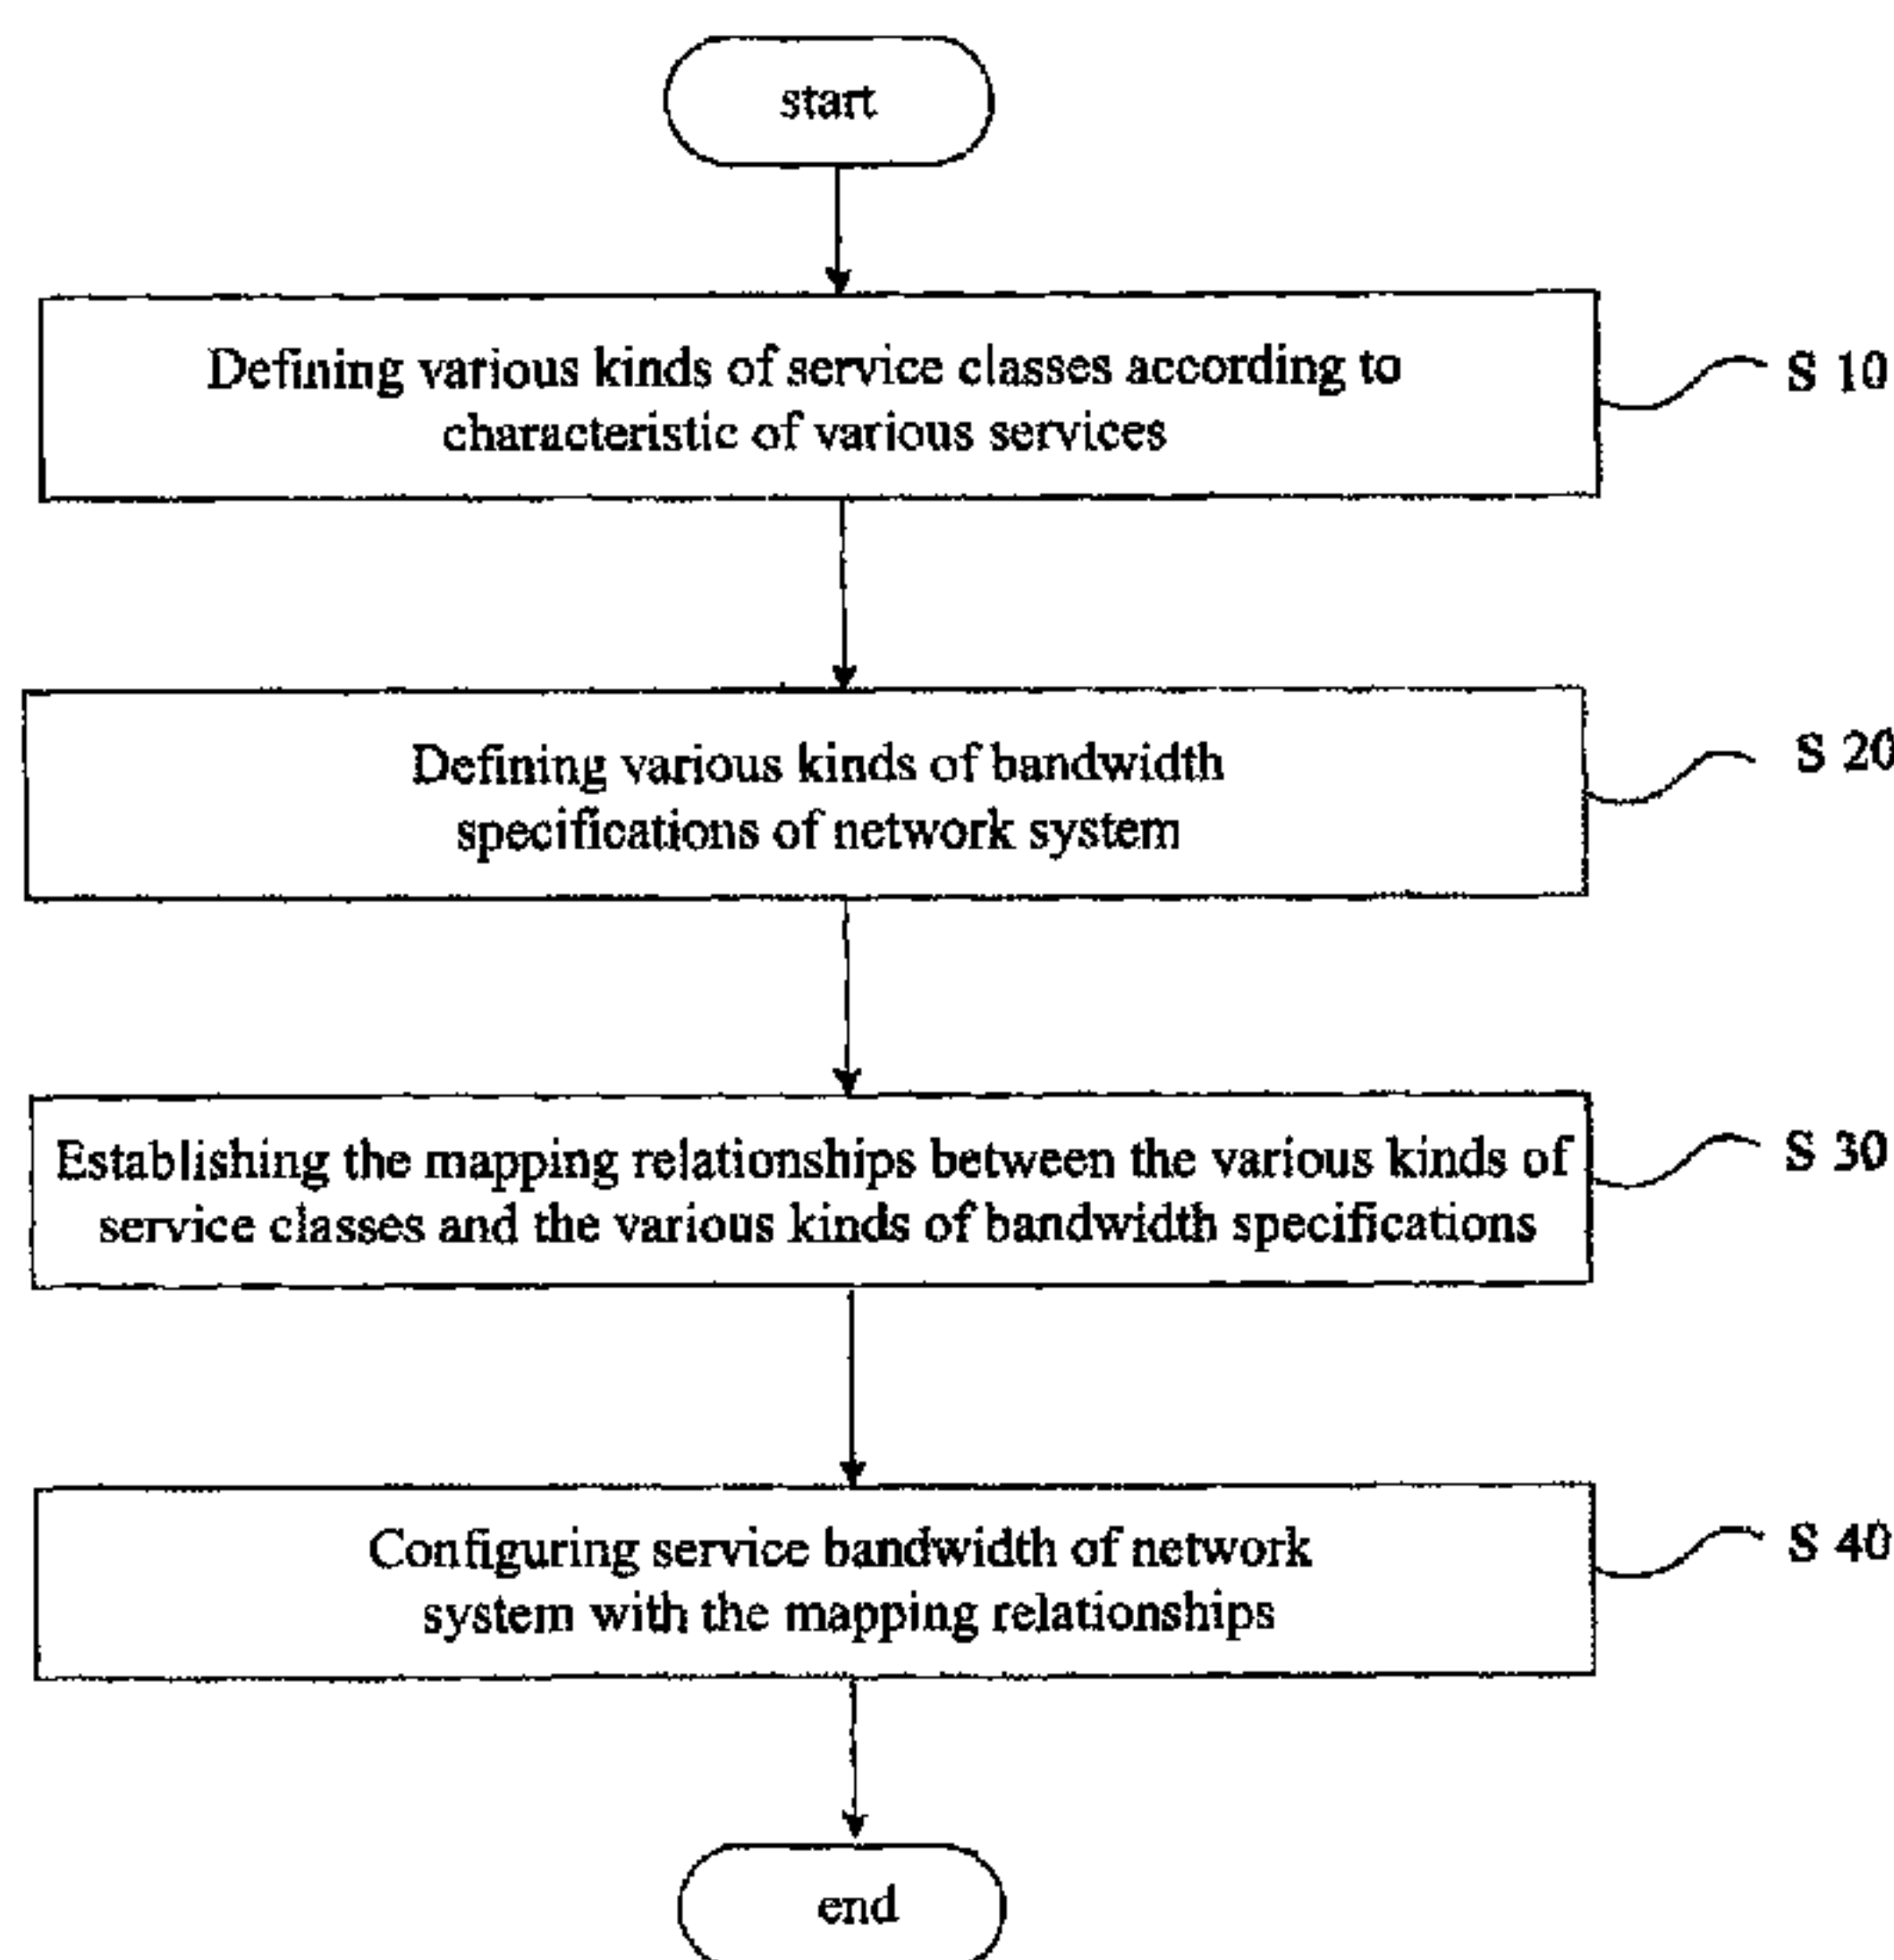 start
Defining various kinds of service classes according to
characteristic of various services
S 10
Defining various kinds of bandwidth
specifications of network system
S 20
Establishing the mapping relationships between the various kinds of
service classes and the various kinds of bandwidth specifications
S 30
Configuring service bandwidth of network
system with the mapping relationships
S 40
end